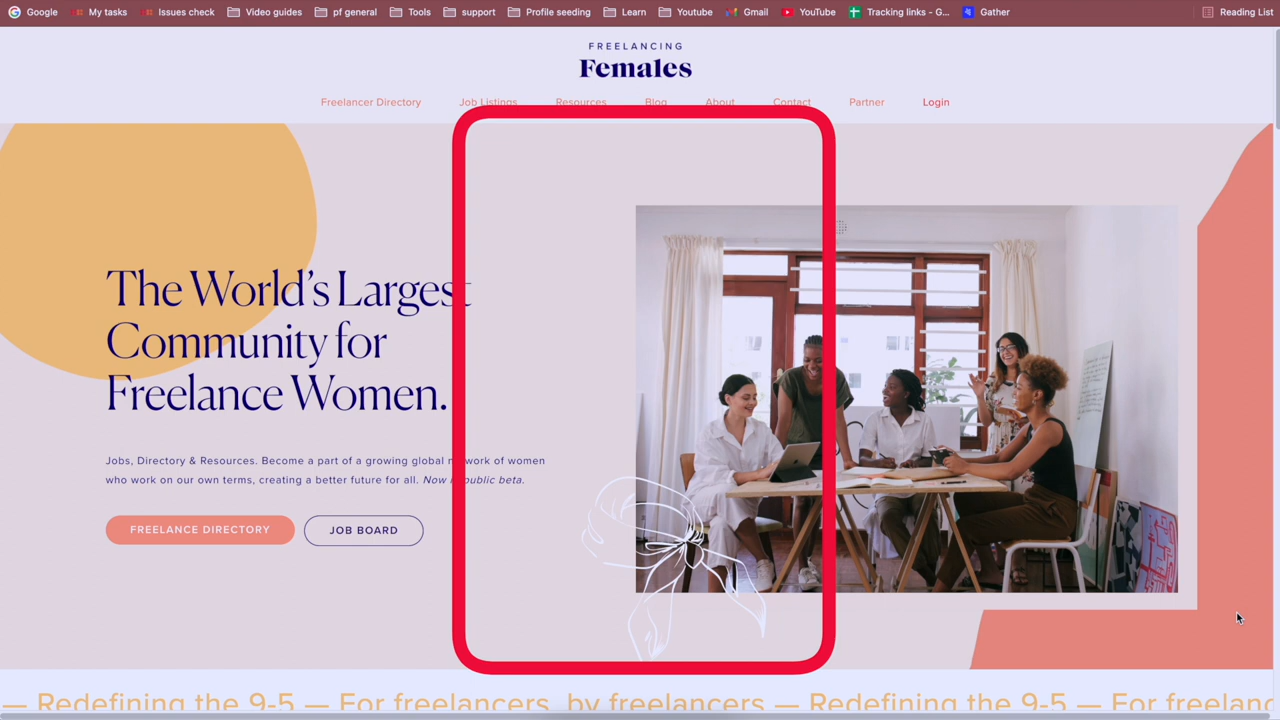 Google
My tasks
Issues check
Video guides
pf general
Tools
support
Profile seeding
Learn
Youtube
Gmail
YouTube
Tracking links - G...
Gather
Reading List
FREELANCING
Females
Freelancer Directory
Job Listings
Resources
Blog
About
Contact
Partner
Login
The World's Largest
Community for
Freelance Women.
Jobs, Directory & Resources. Become a part of a growing global network of women
who work on our own terms, creating a better future for all. Now in public beta.
FREELANCE DIRECTORY
JOB BOARD
— Redefining the 9-5 — For freelancers, by freelancers — Redefining the 9-5 — For freelanc